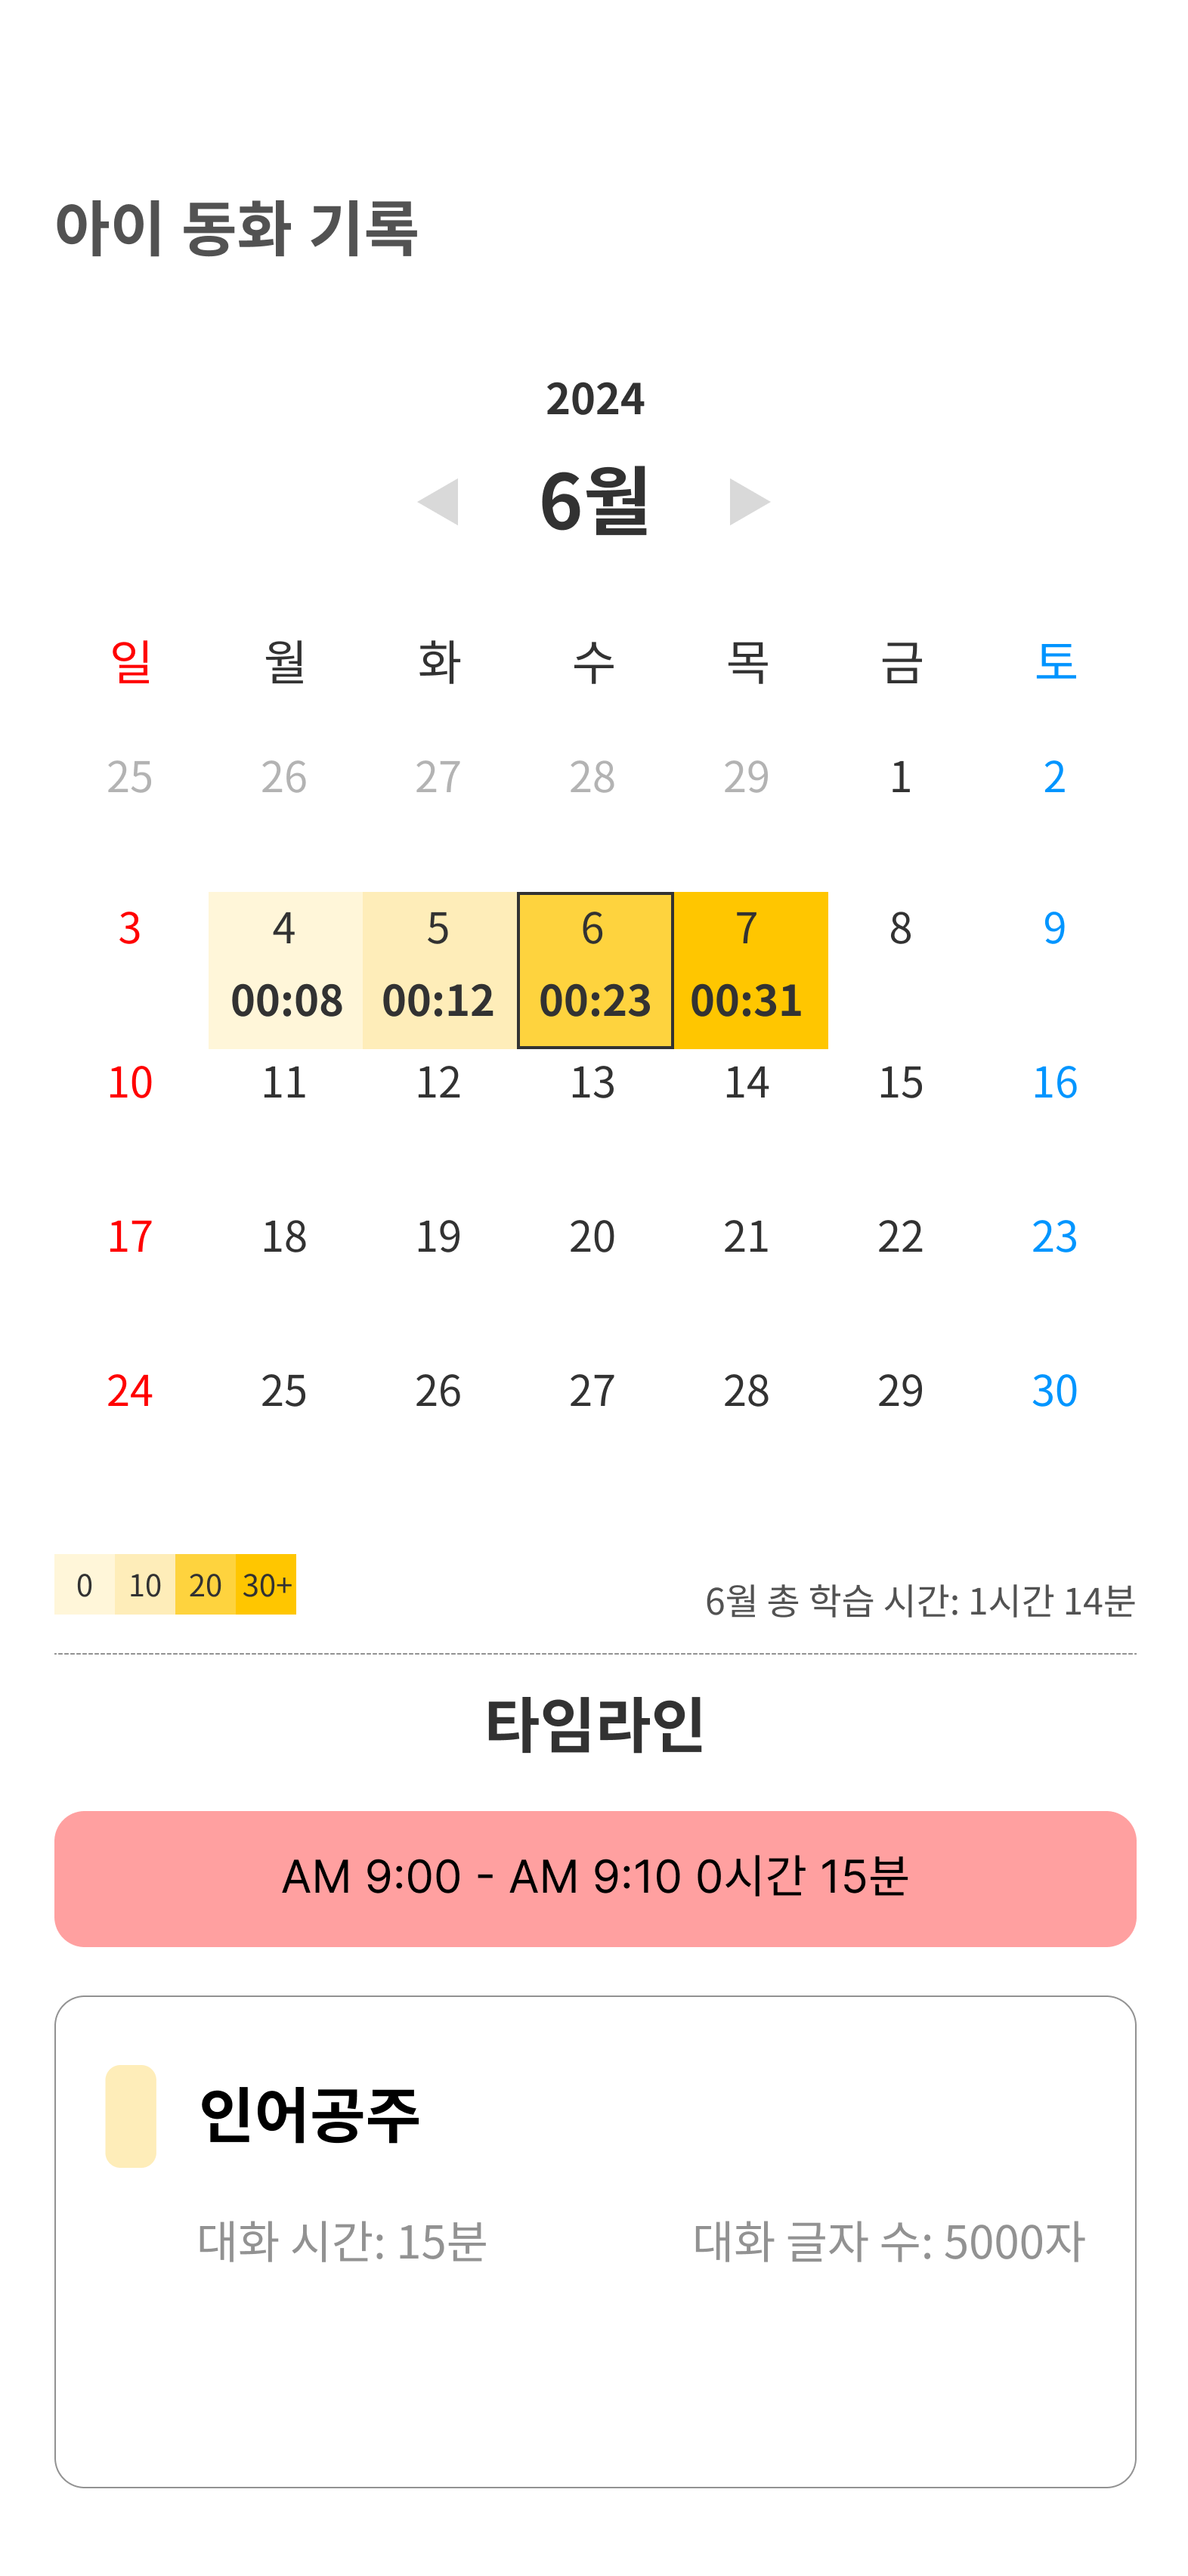 아이 동화 기록
2024
6월
일 월 화 수 목 금 토
25 26 27 28 29 1 2
3 4 5 6 7 8 9
00:08 00:12 00:23 00:31
10 11 12 13 14 15 16
17 18 19 20 21 22 23
24 25 26 27 28 29 30
0 10 20 30+
6월 총 학습 시간: 1시간 14분
타임라인
AM 9:00 - AM 9:10 0시간 15분
인어공주
대화 시간: 15분 대화 글자 수: 5000자